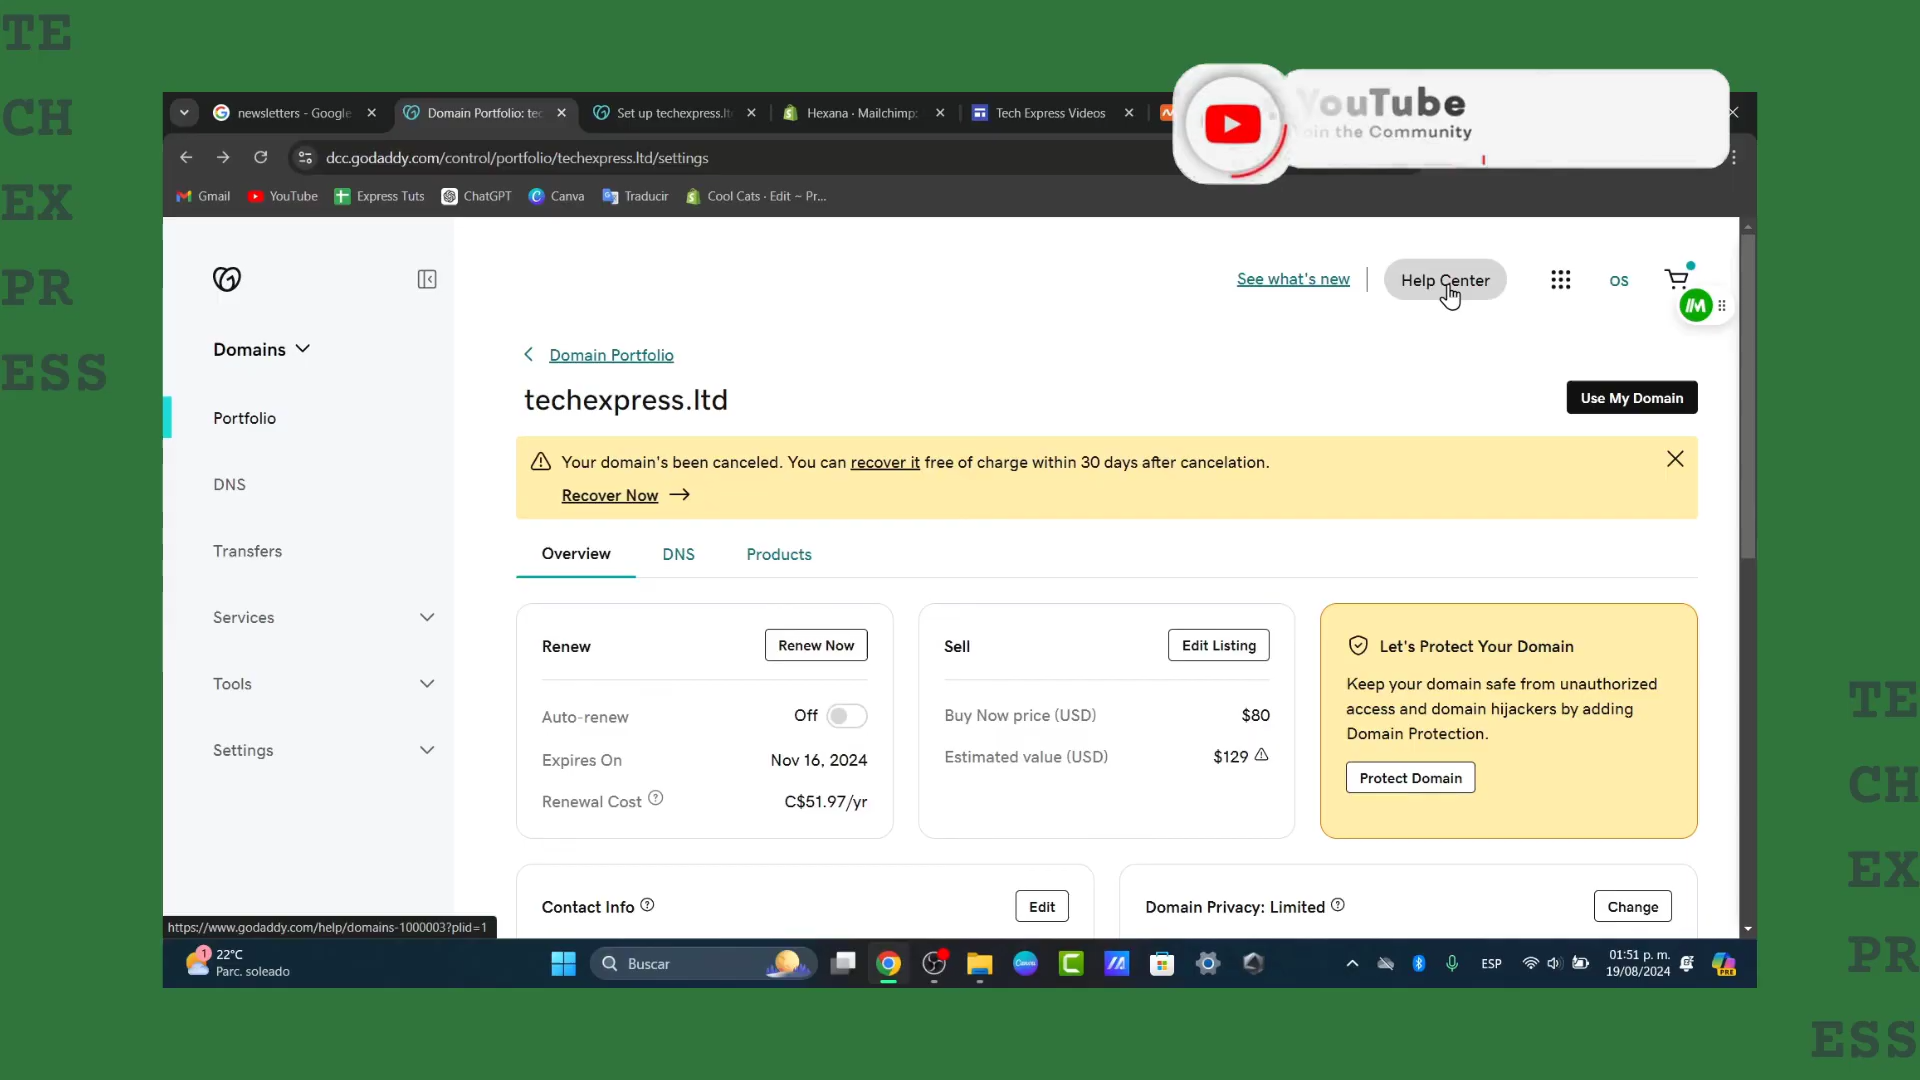 TE
CH
EX
PR
ESS
YouTube
Join the Community
newsletters - Google
Domain Portfolio: tec
Set up techexpress.lt
Hexana · Mailchimp:
Tech Express Videos
dcc.godaddy.com/control/portfolio/techexpress.ltd/settings
Gmail
YouTube
Express Tuts
ChatGPT
Canva
Traducir
Cool Cats · Edit ~ Pr...
See what's new
Help Center
OS
Domains
Domain Portfolio
techexpress.ltd
Use My Domain
Portfolio
DNS
Transfers
Services
Tools
Settings
Your domain's been canceled. You can recover it free of charge within 30 days after cancelation.
Recover Now
Overview
DNS
Products
Renew
Renew Now
Auto-renew
Off
Expires On
Nov 16, 2024
Renewal Cost
C$51.97/yr
Sell
Edit Listing
Buy Now price (USD)
$80
Estimated value (USD)
$129
Let's Protect Your Domain
Keep your domain safe from unauthorized
access and domain hijackers by adding
Domain Protection.
Protect Domain
Contact Info
Edit
Domain Privacy: Limited
Change
https://www.godaddy.com/help/domains-1000003?plid=1
1
22°C
Parc. soleado
Buscar
Canva
ESP
01:51 p. m.
19/08/2024
PRE
TE
CH
EX
PR
ESS